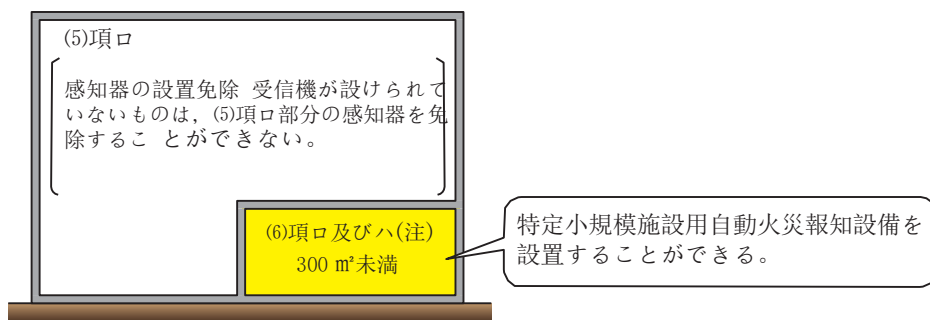 (5)項ロ
感知器の設置免除 受信機が設けられて
いないものは，(5)項ロ部分の感知器を免
除するこ とができない。
(6)項ロ及びハ(注)
300 ㎡未満
特定小規模施設用自動火災報知設備を
設置することができる。